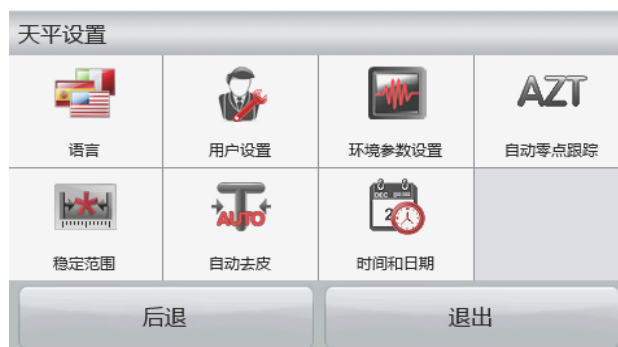 天平设置
AZT
语言
用户设置
环境参数设置
自动零点跟踪
AUTO
DEC
2
稳定范围
自动去皮
时间和日期
后退
退出